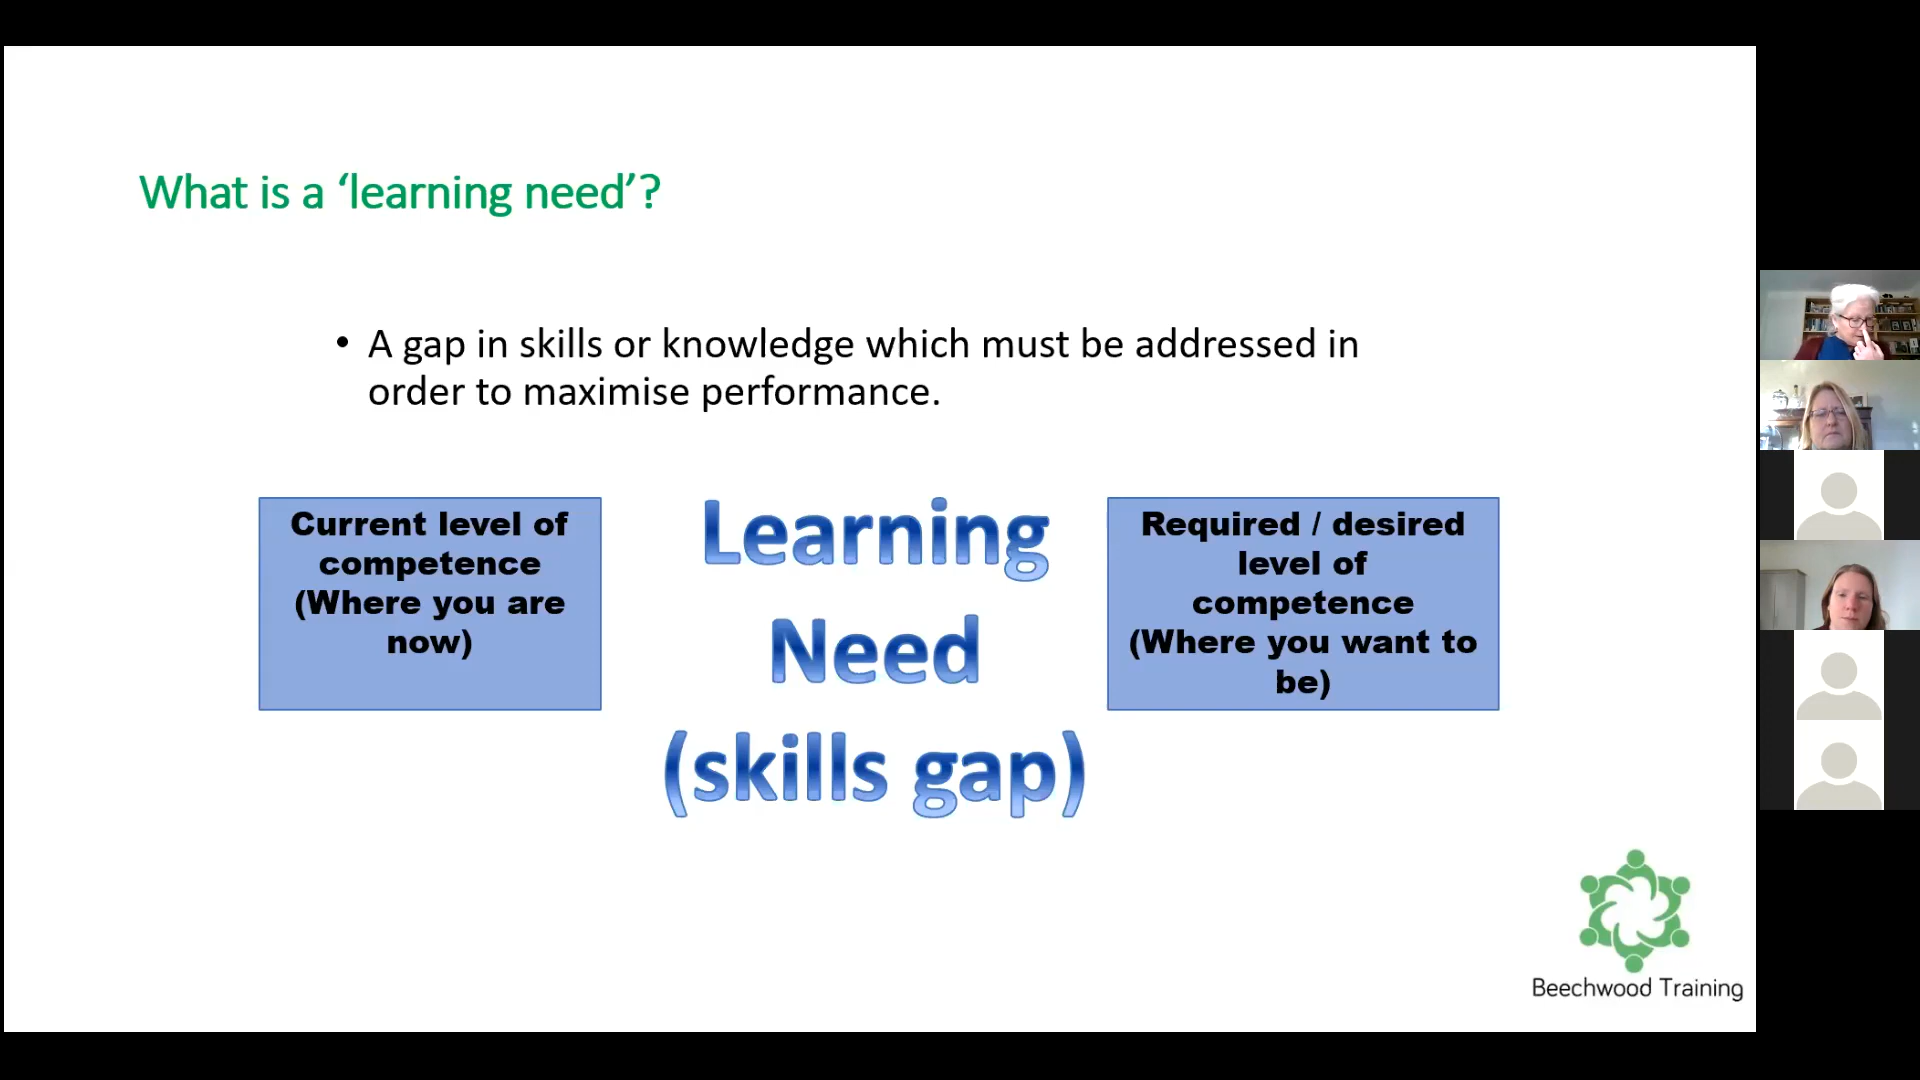 What is a ‘learning need’?
• A gap in skills or knowledge which must be addressed in
order to maximise performance.
Current level of
competence
(Where you are
now)
Learning
Need
(skills gap)
Required / desired
level of
competence
(Where you want to
be)
Beechwood Training